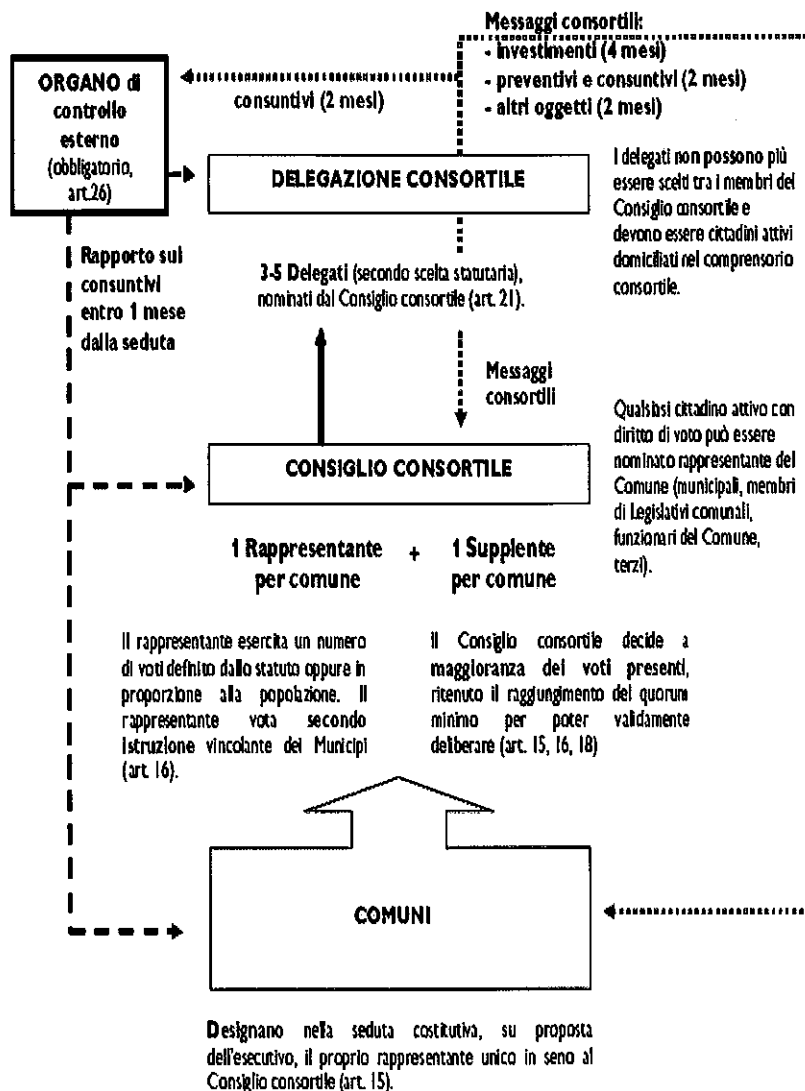 Messaggi consortili:
- investimenti (4 mesi)
- preventivi e consuntivi (2 mesi)
- altri oggetti (2 mesi)
ORGANO di
controllo
esterno
(obbligatorio,
art.26)
consuntivi (2 mesi)
DELEGAZIONE CONSORTILE
I delegati non possono più
essere scelti tra i membri del
Consiglio consortile e
devono essere cittadini attivi
domiciliati nel comprensorio
consortile.
Rapporto sui
consuntivi
entro 1 mese
dalla seduta
3-5 Delegati (secondo scelta statutaria),
nominati dal Consiglio consortile (art. 21).
Messaggi
consortili
Qualsiasi cittadino attivo con
diritto di voto può essere
nominato rappresentante del
Comune (municipali, membri
di Legislativi comunali,
funzionari del Comune,
terzi).
CONSIGLIO CONSORTILE
1 Rappresentante + 1 Supplente
per comune per comune
Il rappresentante esercita un numero
di voti definito dallo statuto oppure in
proporzione alla popolazione. Il
rappresentante vota secondo
istruzione vincolante dei Municipi
(art. 16).
il Consiglio consortile decide a
maggioranza dei voti presenti,
ritenuto il raggiungimento del quorum
minimo per poter validamente
deliberare (art. 15, 16, 18)
COMUNI
Designano nella seduta costitutiva, su proposta
dell'esecutivo, il proprio rappresentante unico in seno al
Consiglio consortile (art. 15).